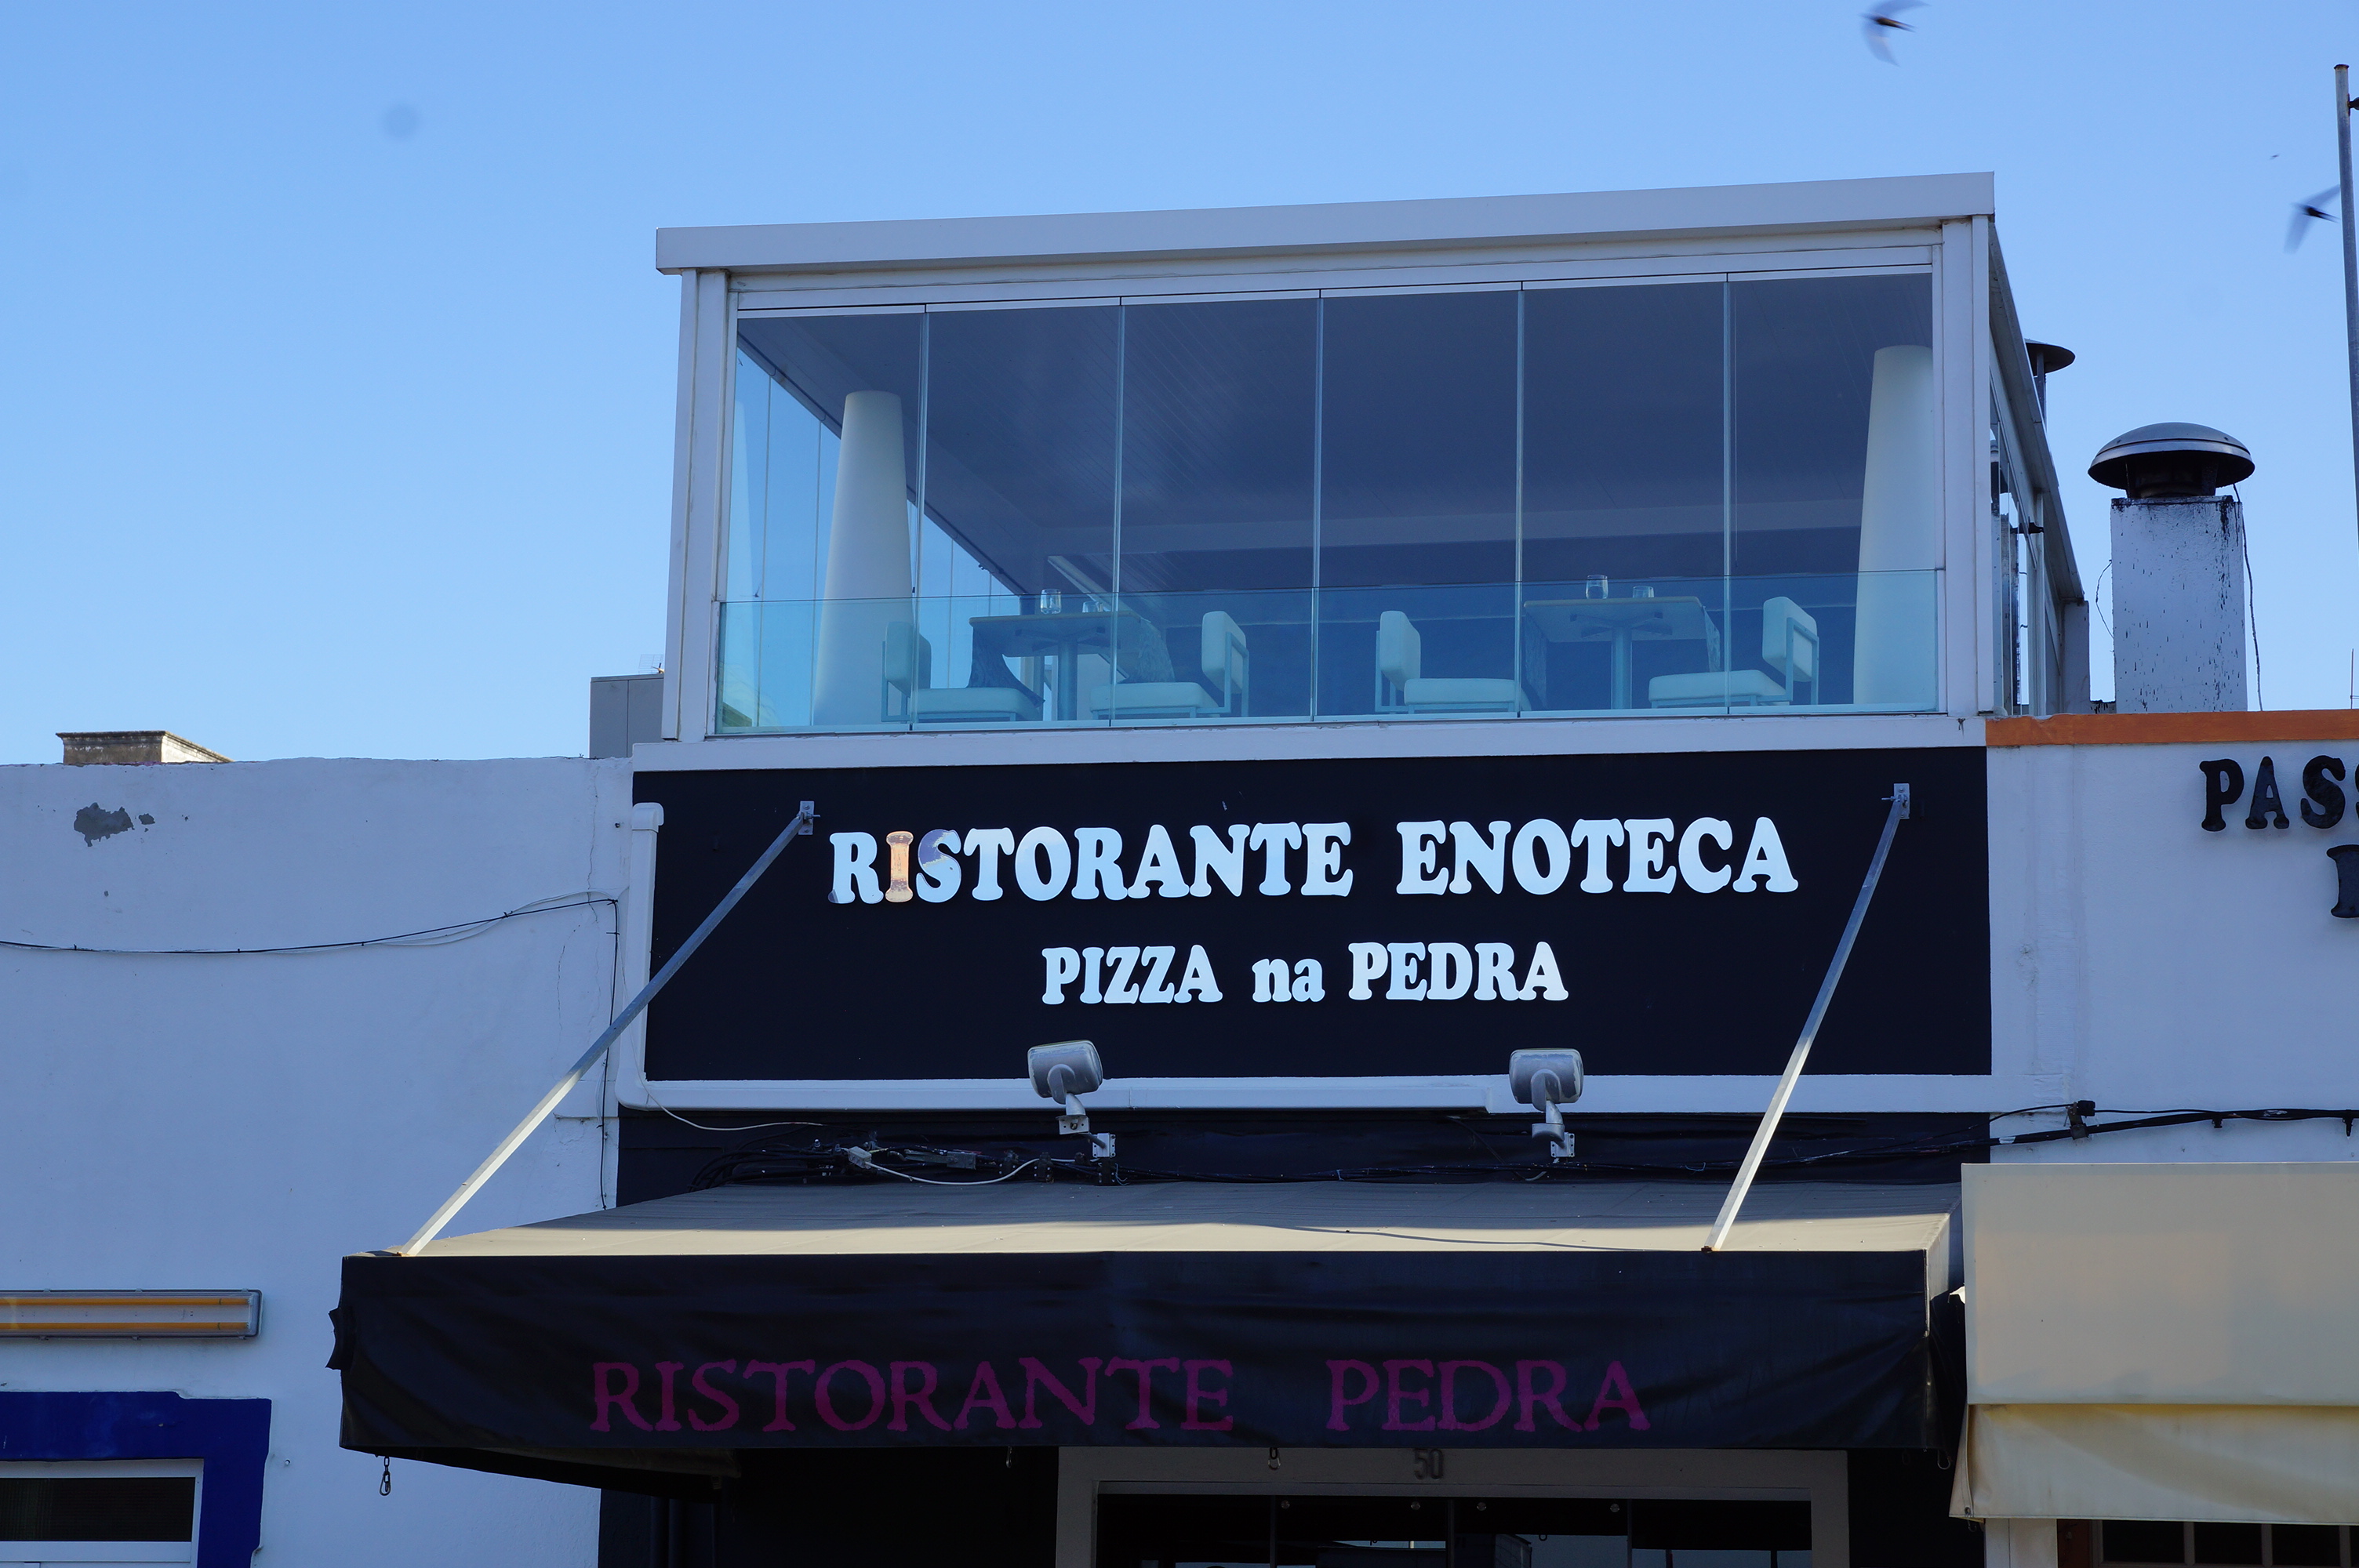 RISTORANTE ENOTECA
PIZZA na PEDRA
RISTORANTE PEDRA
50